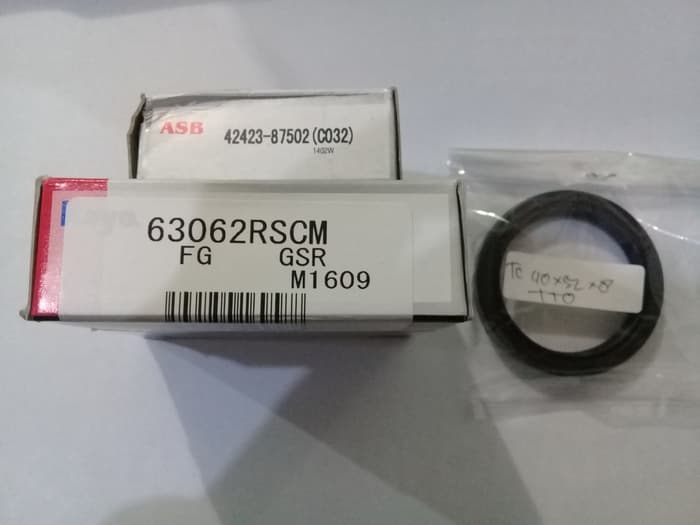 ASB 42423-87502(C032)
1402W
63062RSCM
FG GSR
M1609
TC 40x52x8
TTO